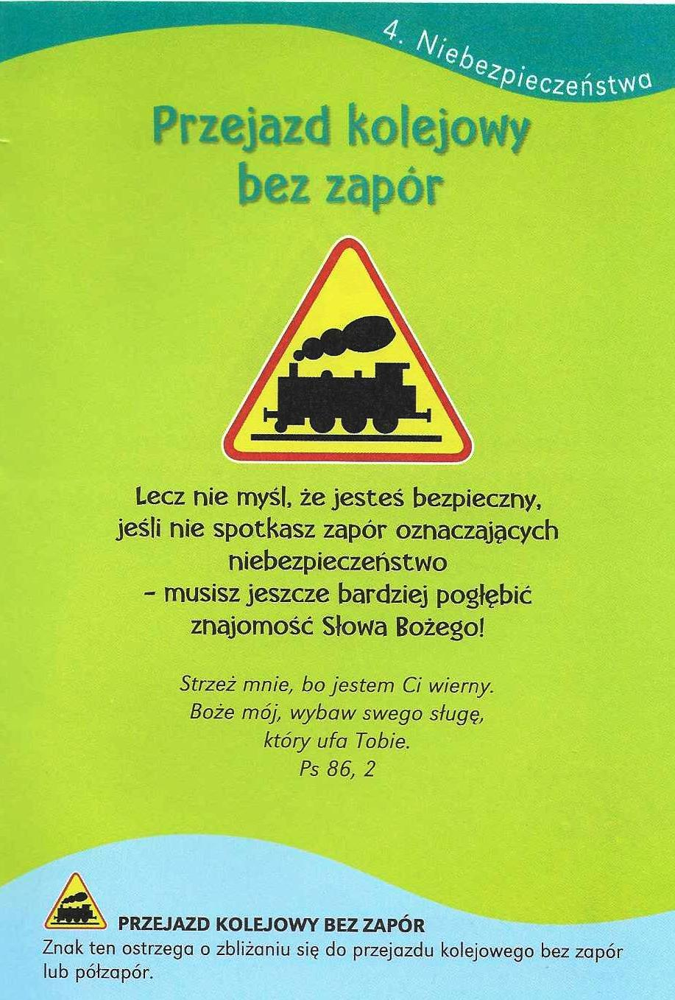 4. Niebezpieczeństwa
Przejazd kolejowy
bez zapór
Lecz nie myśl, że jesteś bezpieczny,
jeśli nie spotkasz zapór oznaczających
niebezpieczeństwo
– musisz jeszcze bardziej pogłębić
znajomość Słowa Bożego!
Strzeż mnie, bo jestem Ci wierny.
Boże mój, wybaw swego sługę,
który ufa Tobie.
Ps 86, 2
PRZEJAZD KOLEJOWY BEZ ZAPÓR
Znak ten ostrzega o zbliżaniu się do przejazdu kolejowego bez zapór
lub półzapór.